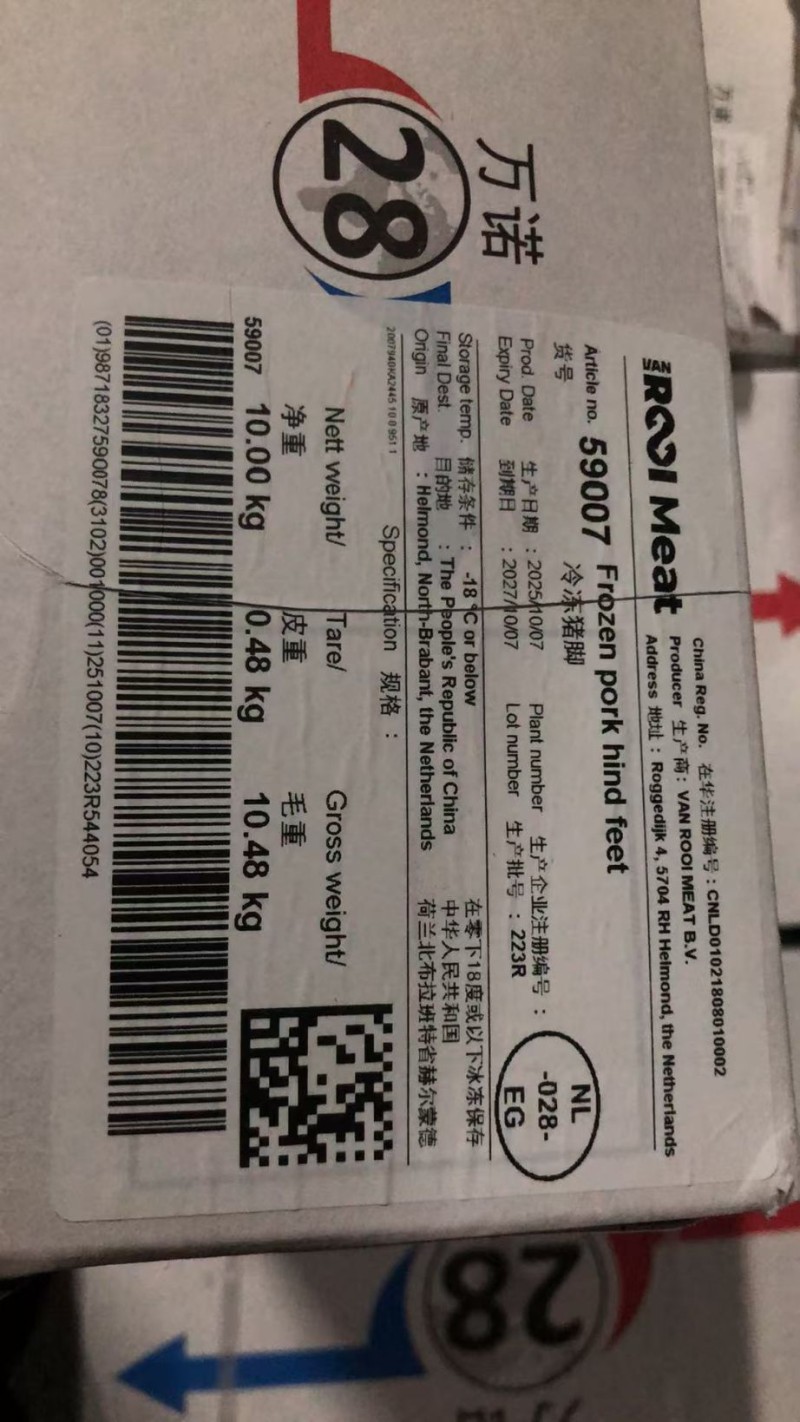 万诺
28
VAN ROOI Meat
China Reg. No. 在华注册编号：CNLD01021808010002
Producer 生产商：VAN ROOI MEAT B.V.
Address 地址：Roggedijk 4, 5704 RH Helmond, the Netherlands
Article no. 59007 Frozen pork hind feet
货号 冷冻猪脚
Prod. Date 生产日期：2025/10/07 Plant number 生产企业注册编号：
Expiry Date 到期日：2027/10/07 Lot number 生产批号：223R
NL
-028-
EG
Storage temp. 储存条件：-18 °C or below 在零下18度或以下冰冻保存
Final Dest. 目的地：The People's Republic of China 中华人民共和国
Origin 原产地：Helmond, North-Brabant, the Netherlands 荷兰北布拉班特省赫尔蒙德
Specification 规格：
Nett weight/ Tare/ Gross weight/
净重 皮重 毛重
59007 10.00 kg 0.48 kg 10.48 kg
(01)98718327590078(3102)001000(11)251007(10)223R544054
28